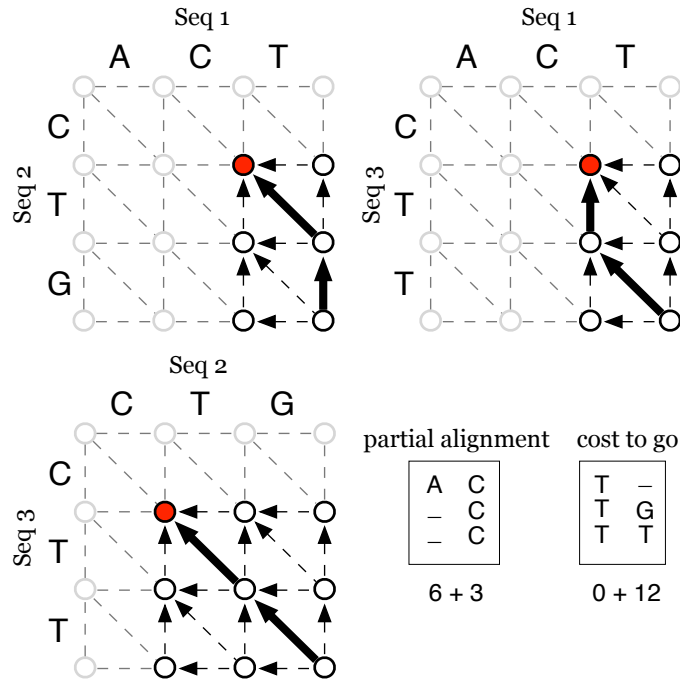 Seq 1
A C T
Seq 2
C
T
G
Seq 1
A C T
Seq 3
C
T
T
Seq 2
C T G
Seq 3
C
T
T
partial alignment
A C
_ C
_ C
6 + 3
cost to go
T –
T G
T T
0 + 12